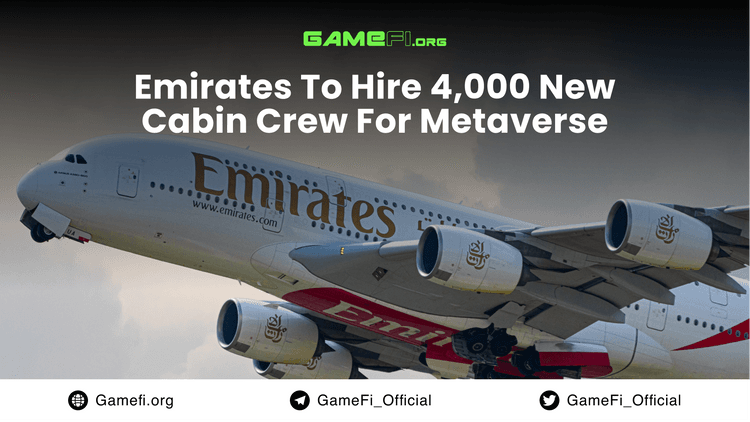 GAMEFI.ORG
Emirates To Hire 4,000 New
Cabin Crew For Metaverse
Emirates
www.emirates.com
Emirates
Gamefi.org
GameFi_Official
GameFi_Official